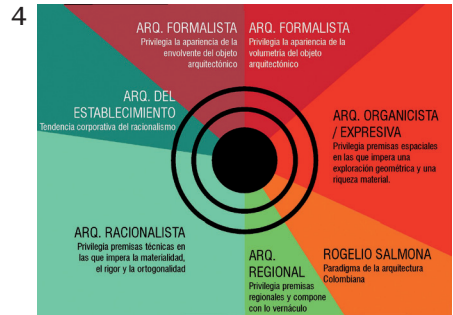 4
ARQ. FORMALISTA
Privilegia la apariencia de la
envolvente del objeto
arquitectónico
ARQ. FORMALISTA
Privilegia la apariencia de la
volumetría del objeto
arquitectónico
ARQ. DEL
ESTABLECIMIENTO
Tendencia corporativa del racionalismo
ARQ. ORGANICISTA
/ EXPRESIVA
Privilegia premisas espaciales
en las que impera una
exploración geométrica y una
riqueza material.
ARQ. RACIONALISTA
Privilegia premisas técnicas en
las que impera la materialidad,
el rigor y la ortogonalidad
ARQ.
REGIONAL
Privilegia premisas
regionales y compone
con lo vernáculo
ROGELIO SALMONA
Paradigma de la arquitectura
Colombiana